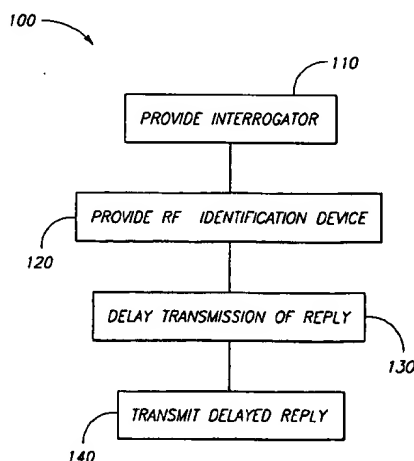 100
110
PROVIDE INTERROGATOR
PROVIDE RF IDENTIFICATION DEVICE
120
DELAY TRANSMISSION OF REPLY
130
TRANSMIT DELAYED REPLY
140